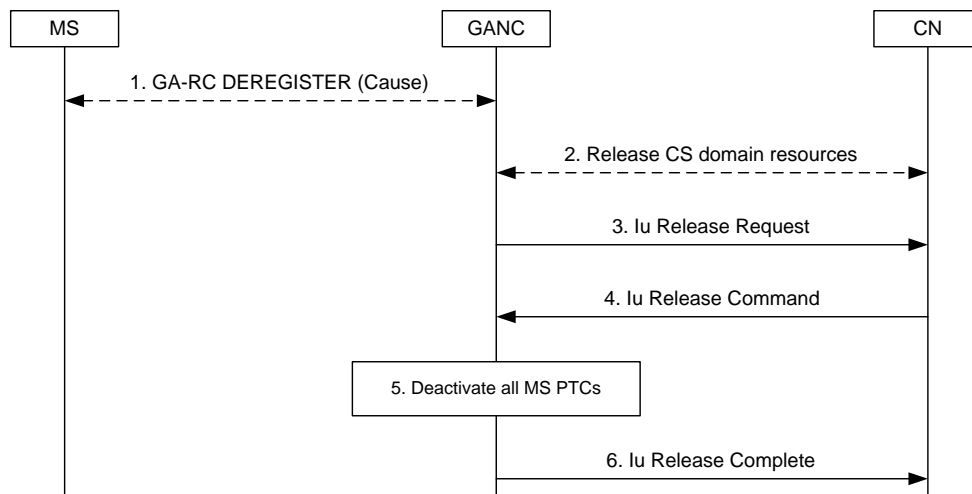 MS
GANC
CN
1. GA-RC DEREGISTER (Cause)
2. Release CS domain resources
3. Iu Release Request
4. Iu Release Command
5. Deactivate all MS PTCs
6. Iu Release Complete